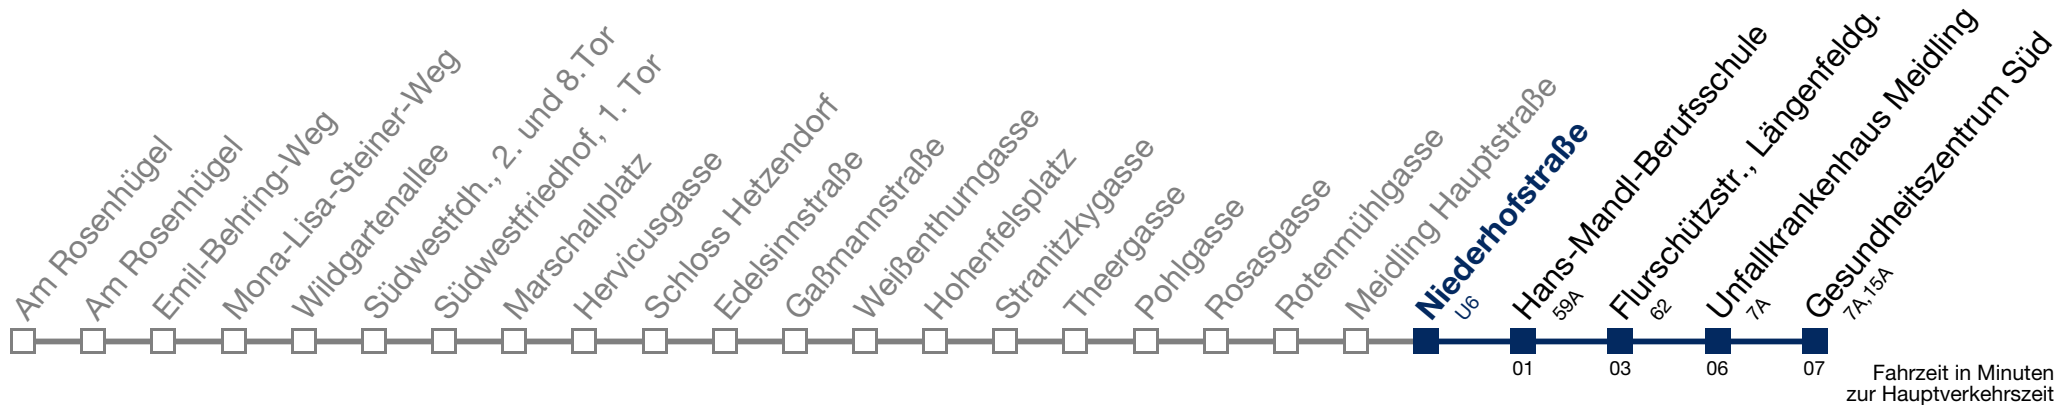 Am Rosenhügel
Am Rosenhügel
Emil-Behring-Weg
Mona-Lisa-Steiner-Weg
Wildgartenallee
Südwestfdh., 2. und 8.Tor
Südwestfriedhof, 1. Tor
Marschallplatz
Hervicusgasse
Schloss Hetzendorf
Edelsinnstraße
Gaßmannstraße
Weißenthurngasse
Hohenfelsplatz
Stranitzkygasse
Theergasse
Pohlgasse
Rosasgasse
Rotenmühlgasse
Meidling Hauptstraße
Niederhofstraße
U6
Hans-Mandl-Berufsschule
59A
Flurschützstr., Längenfeldg.
62
Unfallkrankenhaus Meidling
7A
Gesundheitszentrum Süd
7A,15A
01
03
06
07
Fahrzeit in Minuten
zur Hauptverkehrszeit